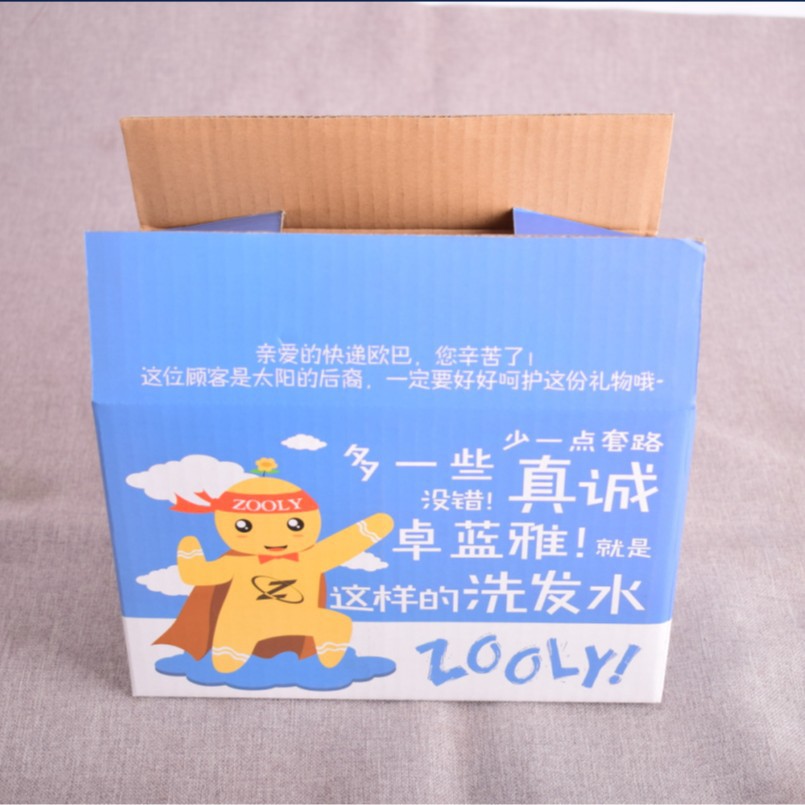 亲爱的快递欧巴，您辛苦了!
这位顾客是太阳的后裔，一定要好好呵护这份礼物哦~
少一点套路
多一些真诚
没错!
卓蓝雅!就是
这样的洗发水
ZOOLY
Z
ZOOLY!